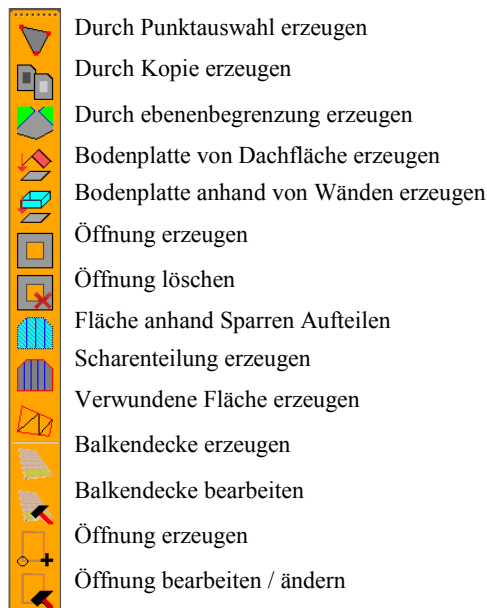 Durch Punktauswahl erzeugen
Durch Kopie erzeugen
Durch ebenenbegrenzung erzeugen
Bodenplatte von Dachfläche erzeugen
Bodenplatte anhand von Wänden erzeugen
Öffnung erzeugen
Öffnung löschen
Fläche anhand Sparren Aufteilen
Scharenteilung erzeugen
Verwundene Fläche erzeugen
Balkendecke erzeugen
Balkendecke bearbeiten
Öffnung erzeugen
Öffnung bearbeiten / ändern